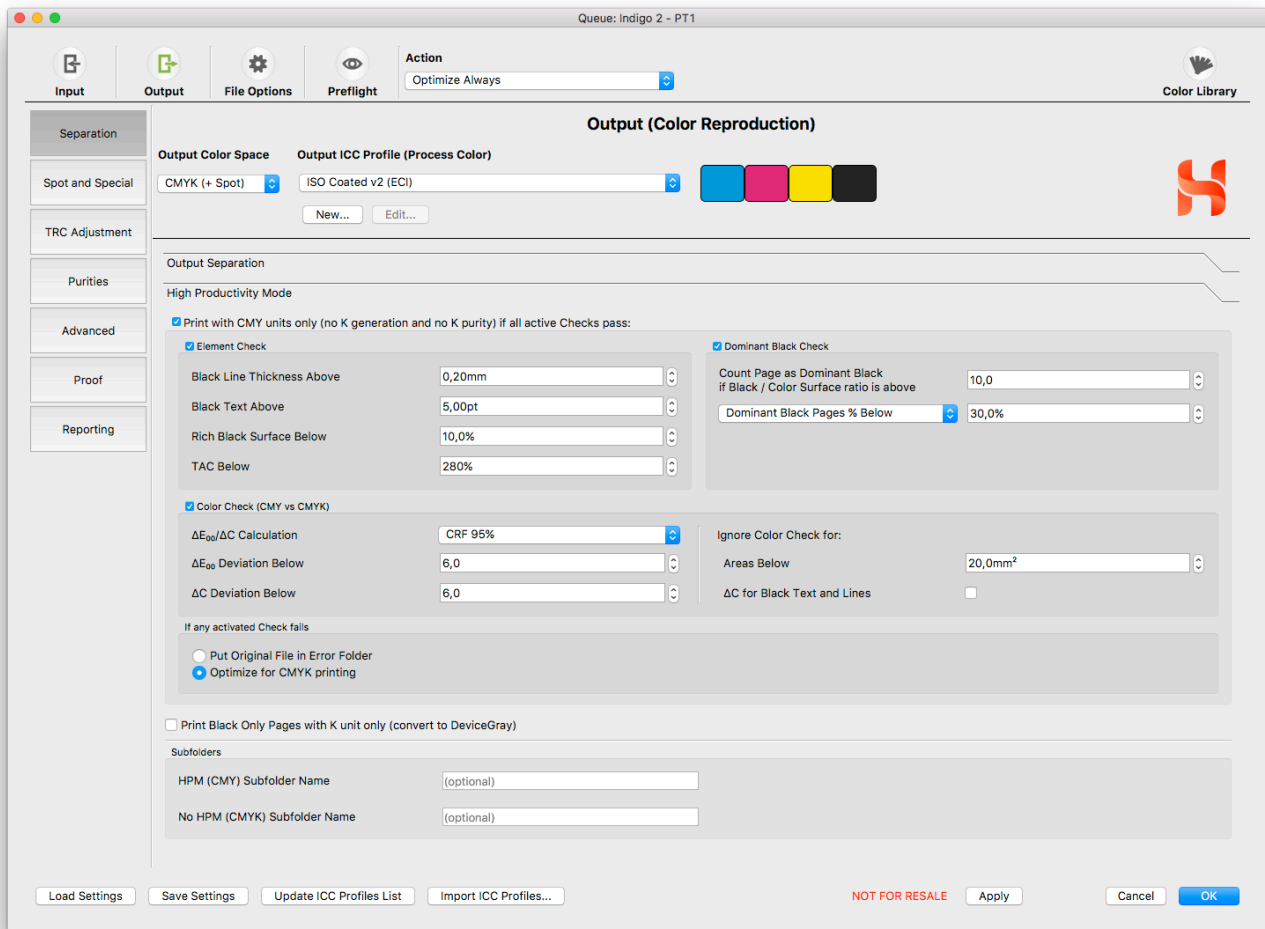 Queue: Indigo 2 - PT1
Input
Output
File Options
Preflight
Action
Optimize Always
Color Library
Separation
Spot and Special
TRC Adjustment
Purities
Advanced
Proof
Reporting
Output (Color Reproduction)
Output Color Space
Output ICC Profile (Process Color)
CMYK (+ Spot)
ISO Coated v2 (ECI)
New...
Edit...
Output Separation
High Productivity Mode
Print with CMY units only (no K generation and no K purity) if all active Checks pass:
Element Check
Black Line Thickness Above
0,20mm
Black Text Above
5,00pt
Rich Black Surface Below
10,0%
TAC Below
280%
Dominant Black Check
Count Page as Dominant Black
if Black / Color Surface ratio is above
10,0
Dominant Black Pages % Below
30,0%
Color Check (CMY vs CMYK)
ΔE₀₀/ΔC Calculation
CRF 95%
ΔE₀₀ Deviation Below
6,0
ΔC Deviation Below
6,0
Ignore Color Check for:
Areas Below
20,0mm²
ΔC for Black Text and Lines
If any activated Check fails
Put Original File in Error Folder
Optimize for CMYK printing
Print Black Only Pages with K unit only (convert to DeviceGray)
Subfolders
HPM (CMY) Subfolder Name
(optional)
No HPM (CMYK) Subfolder Name
(optional)
Load Settings
Save Settings
Update ICC Profiles List
Import ICC Profiles...
NOT FOR RESALE
Apply
Cancel
OK